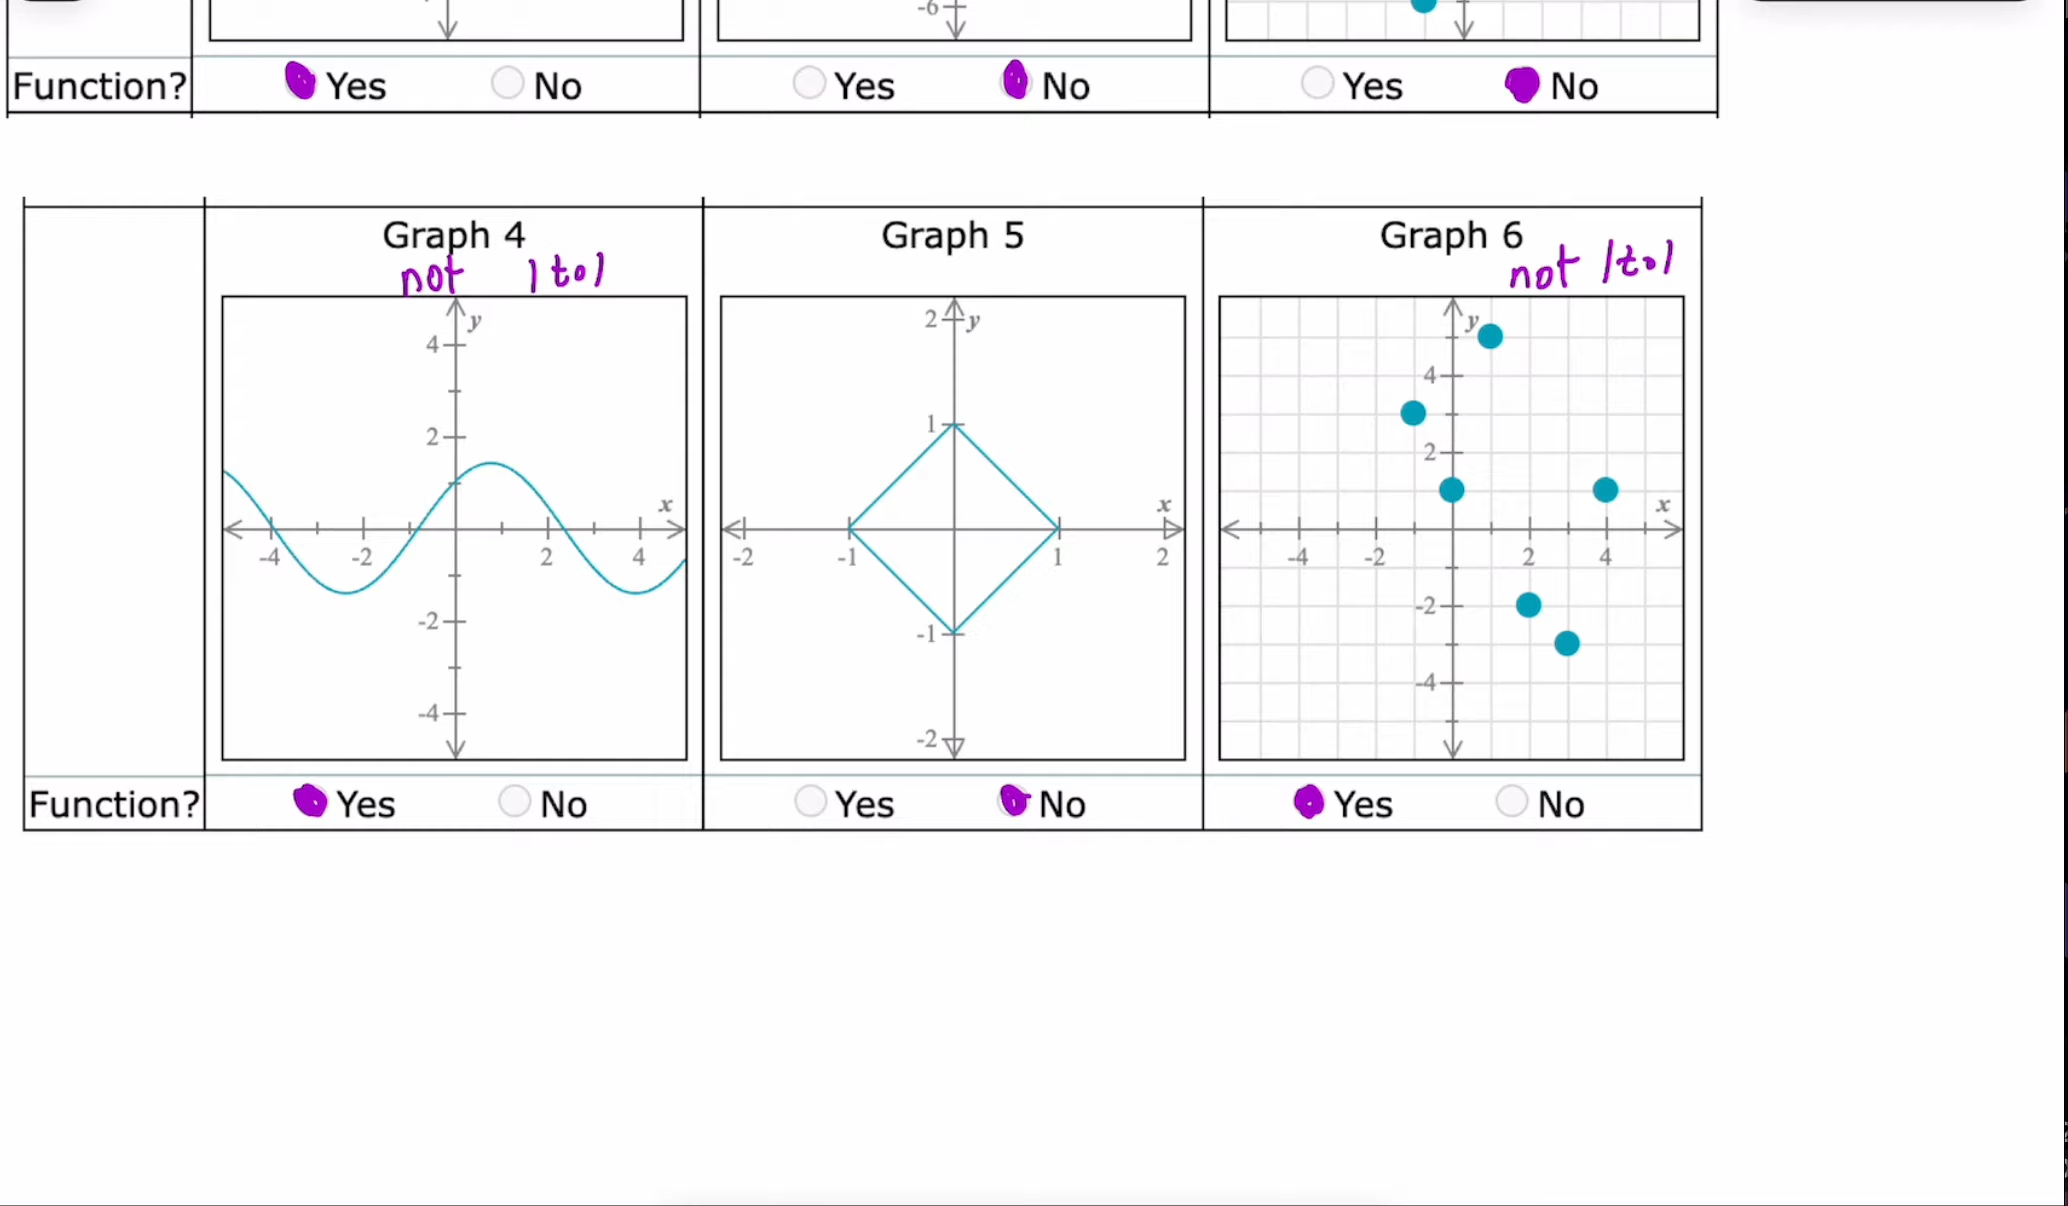 -6
Function? Yes No Yes No Yes No
Graph 4 Graph 5 Graph 6
not 1 to 1 not 1 to 1
y 2 y y
4 4
2 1 2
x x x
-4 -2 2 4 -2 -1 1 2 -4 -2 2 4
-2 -1 -2
-4 -2 -4
Function? Yes No Yes No Yes No